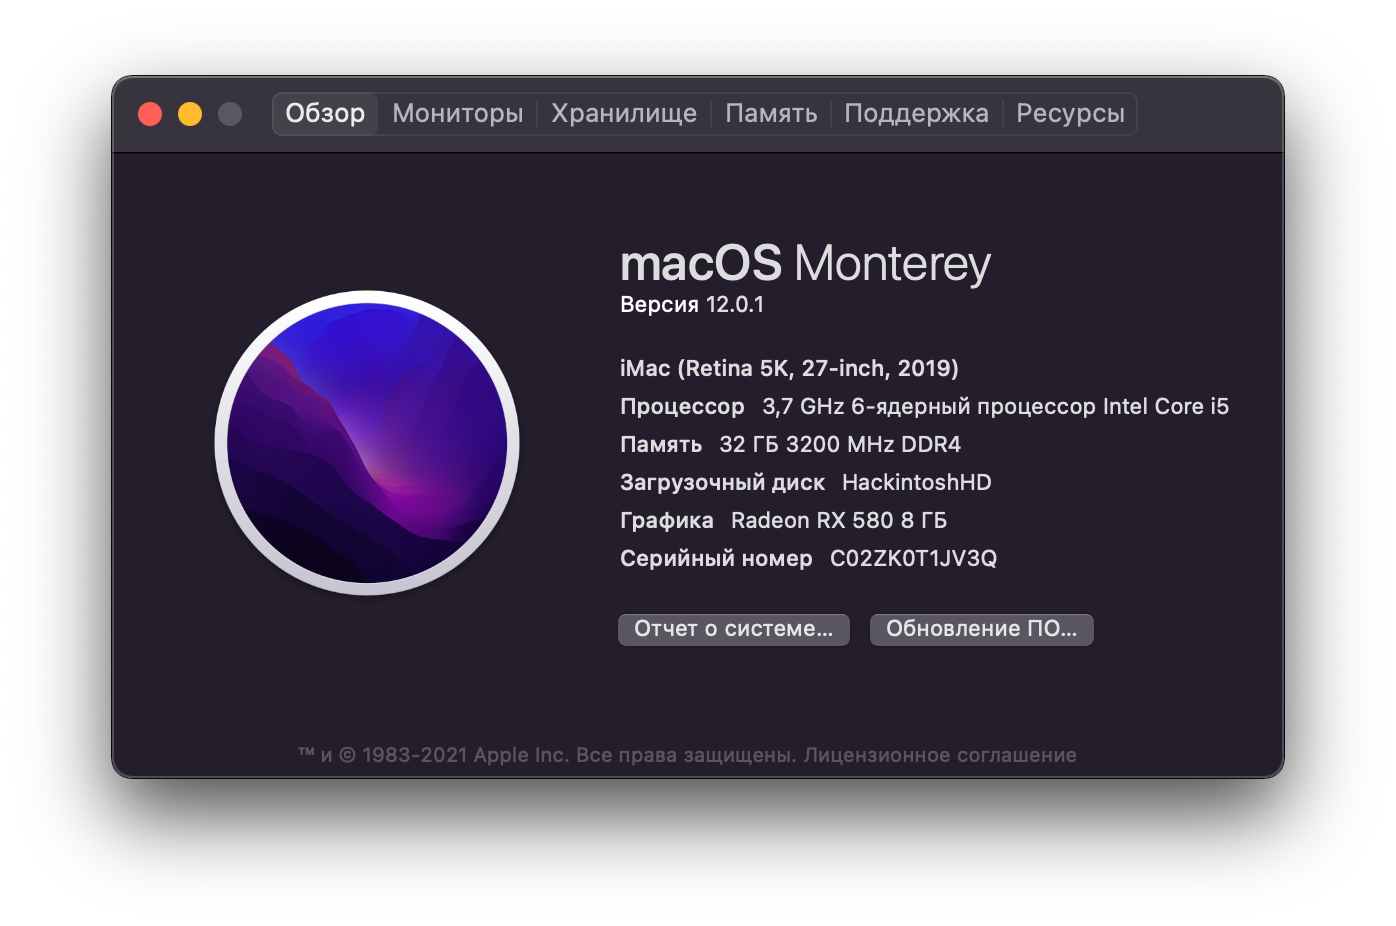 Обзор Мониторы Хранилище Память Поддержка Ресурсы
macOS Monterey
Версия 12.0.1
iMac (Retina 5K, 27-inch, 2019)
Процессор 3,7 GHz 6-ядерный процессор Intel Core i5
Память 32 ГБ 3200 MHz DDR4
Загрузочный диск HackintoshHD
Графика Radeon RX 580 8 ГБ
Серийный номер C02ZK0T1JV3Q
Отчет о системе... Обновление ПО...
™ и © 1983-2021 Apple Inc. Все права защищены. Лицензионное соглашение